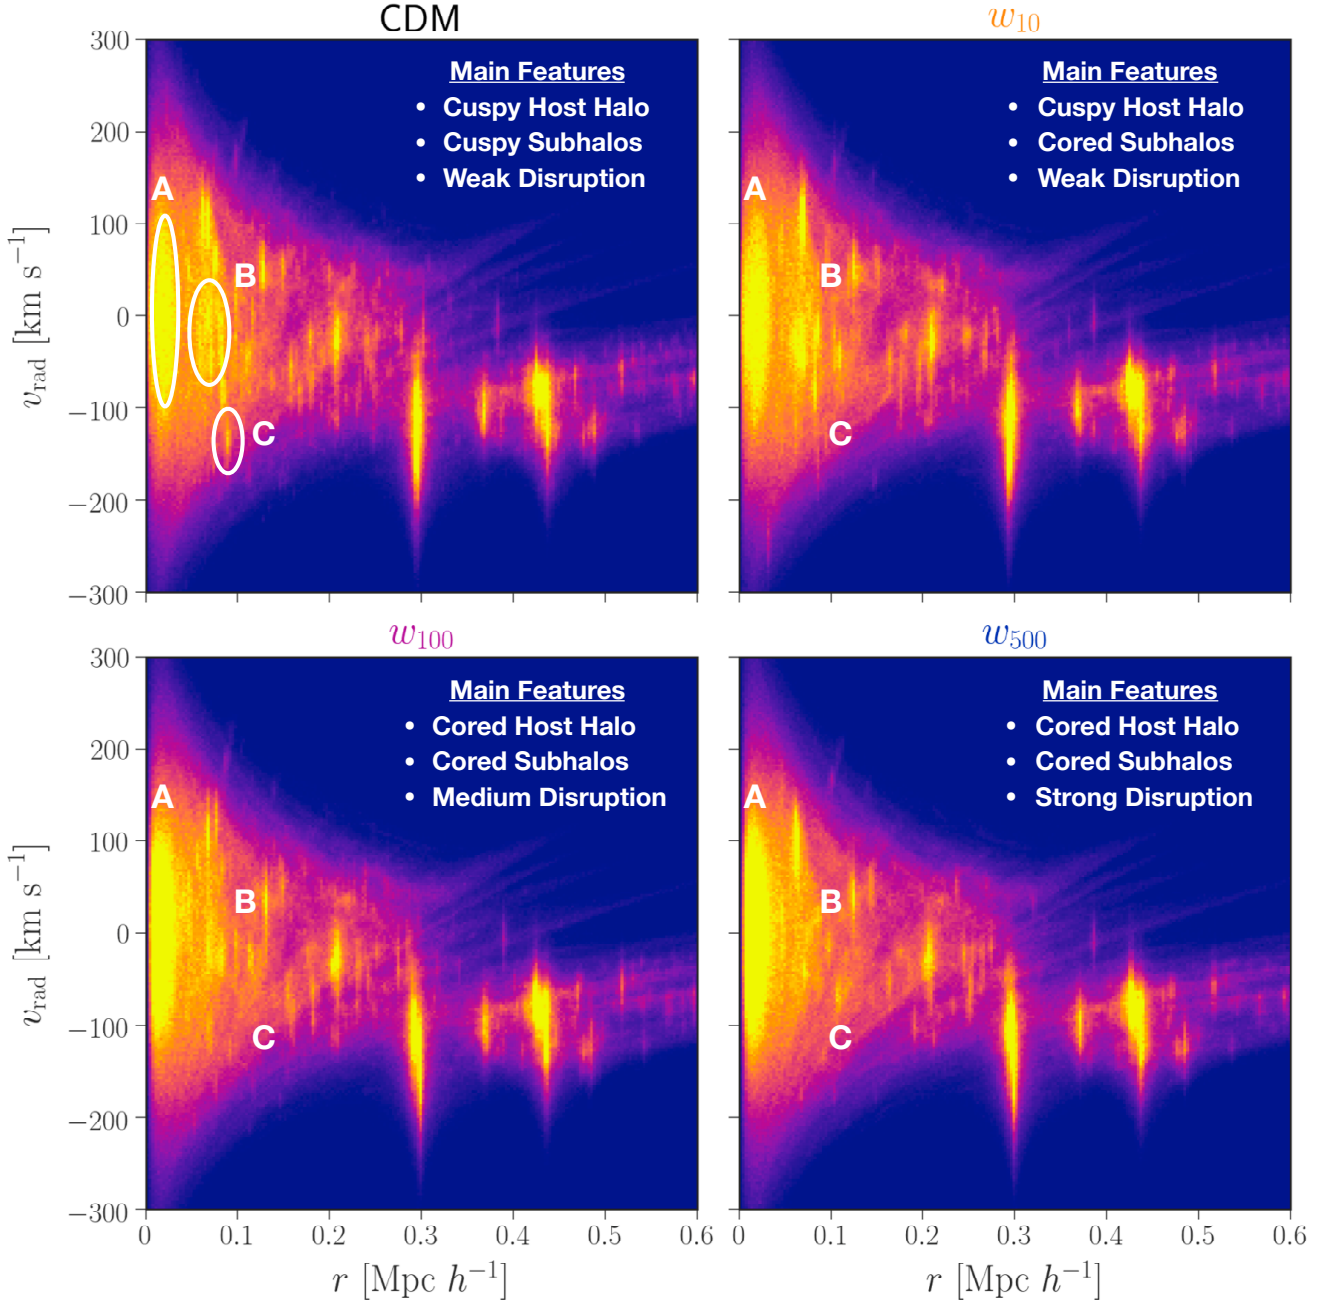 CDM
w10
300
200
100
0
−100
−200
−300
vrad [km s−1]
Main Features
• Cuspy Host Halo
• Cuspy Subhalos
• Weak Disruption
A
B
C
Main Features
• Cuspy Host Halo
• Cored Subhalos
• Weak Disruption
A
B
C
w100
w500
300
200
100
0
−100
−200
−300
vrad [km s−1]
Main Features
• Cored Host Halo
• Cored Subhalos
• Medium Disruption
A
B
C
Main Features
• Cored Host Halo
• Cored Subhalos
• Strong Disruption
A
B
C
0 0.1 0.2 0.3 0.4 0.5 0.6
0 0.1 0.2 0.3 0.4 0.5 0.6
r [Mpc h−1]
r [Mpc h−1]